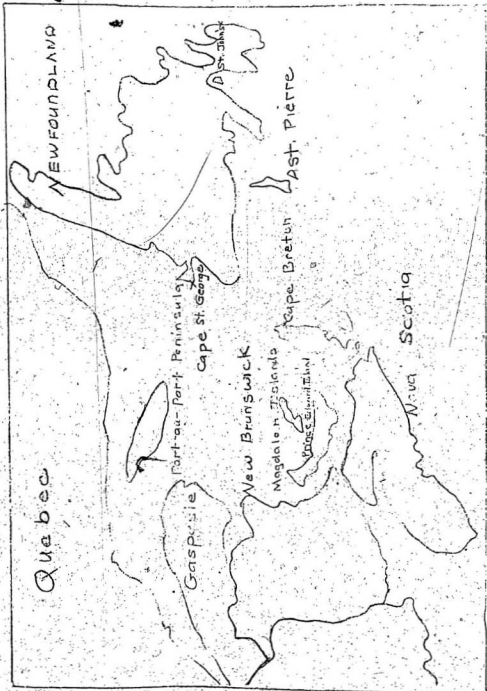 Quebec
NEWFOUNDLAND
St. Johns
Port-au-Port Peninsula
Cape St. George
Gaspesie
St. Pierre
New Brunswick
Magdalen Islands
Prince Edward Island
Cape Breton
Nova Scotia